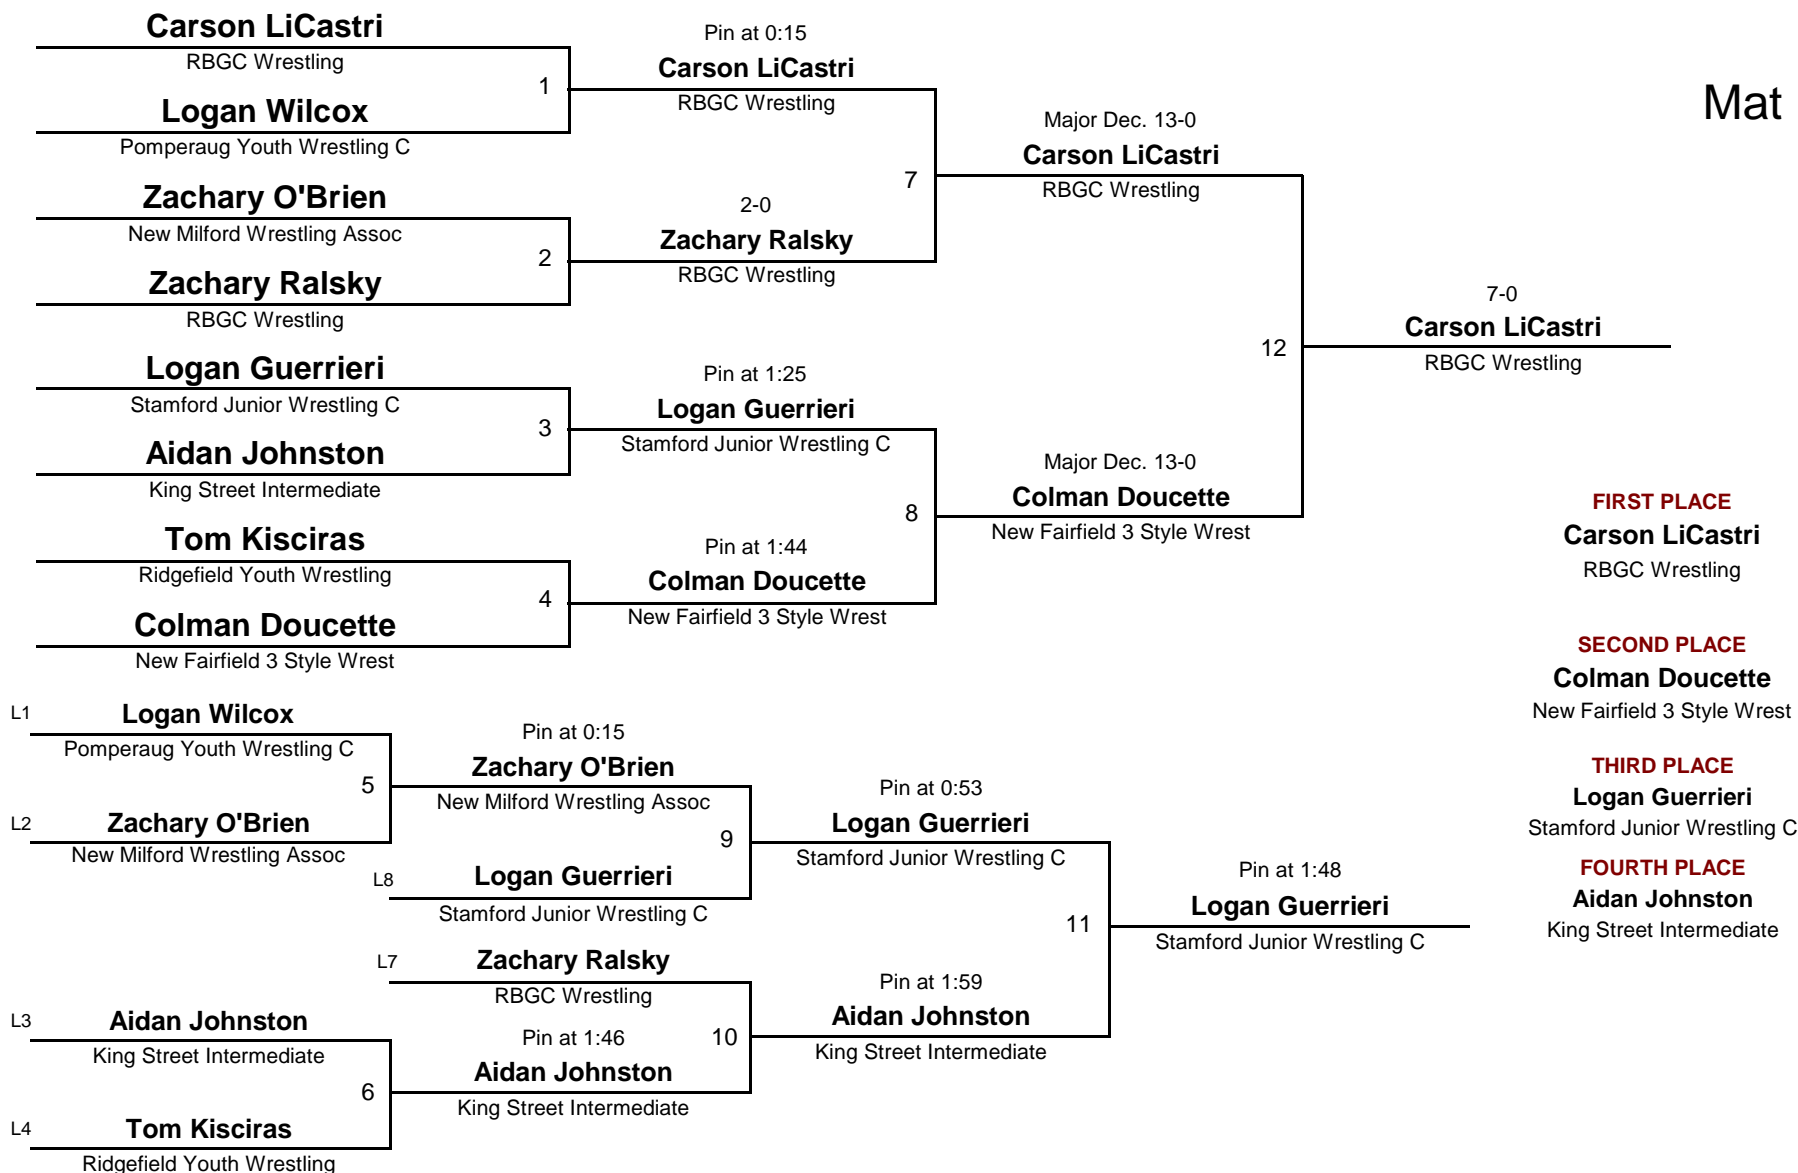 Carson LiCastri
RBGC Wrestling
1
Logan Wilcox
Pomperaug Youth Wrestling C
Pin at 0:15
Carson LiCastri
RBGC Wrestling
Zachary O'Brien
New Milford Wrestling Assoc
2
Zachary Ralsky
RBGC Wrestling
2-0
Zachary Ralsky
RBGC Wrestling
7
Major Dec. 13-0
Carson LiCastri
RBGC Wrestling
Mat
Logan Guerrieri
Stamford Junior Wrestling C
3
Aidan Johnston
King Street Intermediate
Pin at 1:25
Logan Guerrieri
Stamford Junior Wrestling C
Tom Kisciras
Ridgefield Youth Wrestling
4
Colman Doucette
New Fairfield 3 Style Wrest
Pin at 1:44
Colman Doucette
New Fairfield 3 Style Wrest
8
Major Dec. 13-0
Colman Doucette
New Fairfield 3 Style Wrest
12
7-0
Carson LiCastri
RBGC Wrestling
FIRST PLACE
Carson LiCastri
RBGC Wrestling
SECOND PLACE
Colman Doucette
New Fairfield 3 Style Wrest
THIRD PLACE
Logan Guerrieri
Stamford Junior Wrestling C
FOURTH PLACE
Aidan Johnston
King Street Intermediate
L1
Logan Wilcox
Pomperaug Youth Wrestling C
5
L2
Zachary O'Brien
New Milford Wrestling Assoc
Pin at 0:15
Zachary O'Brien
New Milford Wrestling Assoc
9
L8
Logan Guerrieri
Stamford Junior Wrestling C
Pin at 0:53
Logan Guerrieri
Stamford Junior Wrestling C
L7
Zachary Ralsky
RBGC Wrestling
10
L3
Aidan Johnston
King Street Intermediate
6
L4
Tom Kisciras
Ridgefield Youth Wrestling
Pin at 1:46
Aidan Johnston
King Street Intermediate
Pin at 1:59
Aidan Johnston
King Street Intermediate
11
Pin at 1:48
Logan Guerrieri
Stamford Junior Wrestling C